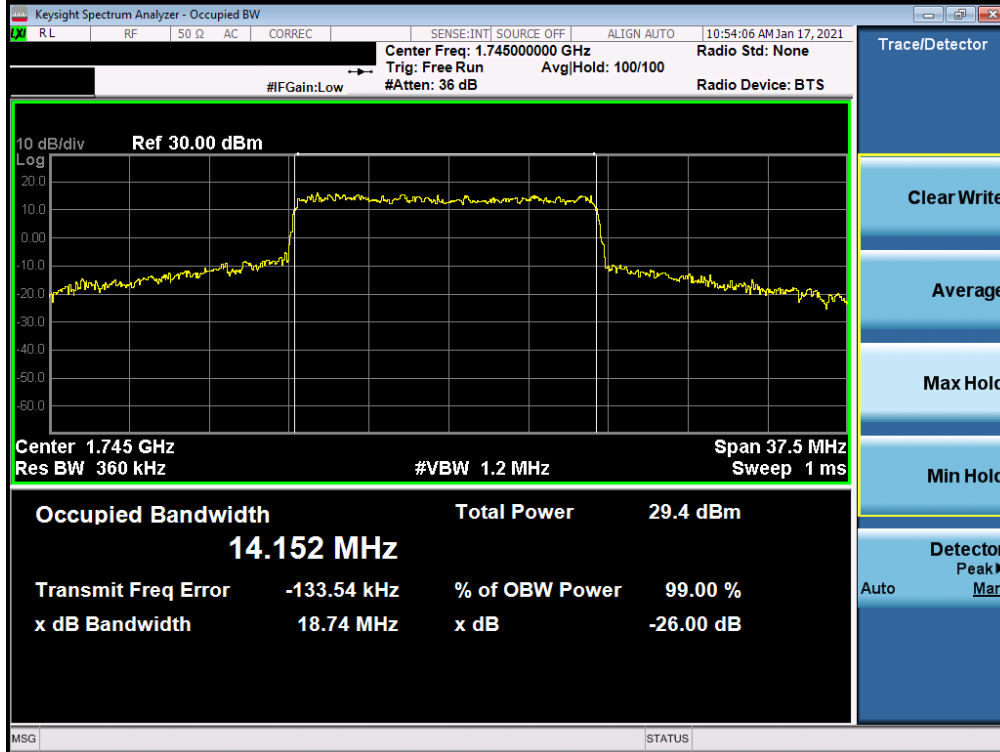 Keysight Spectrum Analyzer - Occupied BW
LXI RL RF 50 Ω AC CORREC SENSE:INT SOURCE OFF ALIGN AUTO 10:54:06 AM Jan 17, 2021
Center Freq: 1.745000000 GHz Radio Std: None
Trig: Free Run Avg|Hold: 100/100
#IFGain:Low #Atten: 36 dB Radio Device: BTS
10 dB/div Ref 30.00 dBm
Log
20.0
10.0
0.00
-10.0
-20.0
-30.0
-40.0
-50.0
-60.0
Center 1.745 GHz Span 37.5 MHz
Res BW 360 kHz #VBW 1.2 MHz Sweep 1 ms
Occupied Bandwidth Total Power 29.4 dBm
14.152 MHz
Transmit Freq Error -133.54 kHz % of OBW Power 99.00 %
x dB Bandwidth 18.74 MHz x dB -26.00 dB
MSG STATUS
Trace/Detector
Clear Write
Average
Max Hold
Min Hold
Detector
Peak▶
Auto Man